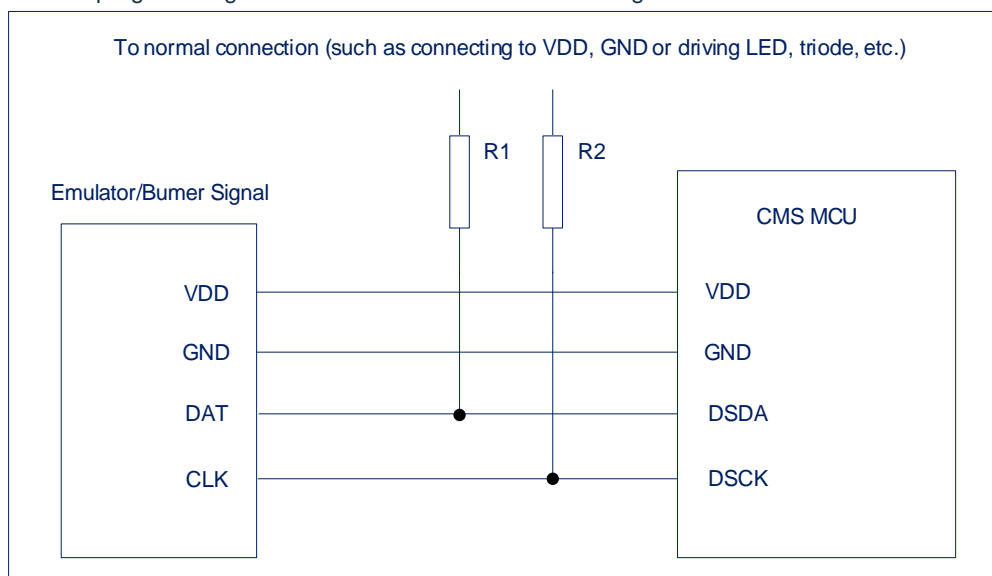 To normal connection (such as connecting to VDD, GND or driving LED, triode, etc.)
R1 R2
Emulator/Burner Signal
CMS MCU
VDD VDD
GND GND
DAT DSDA
CLK DSCK